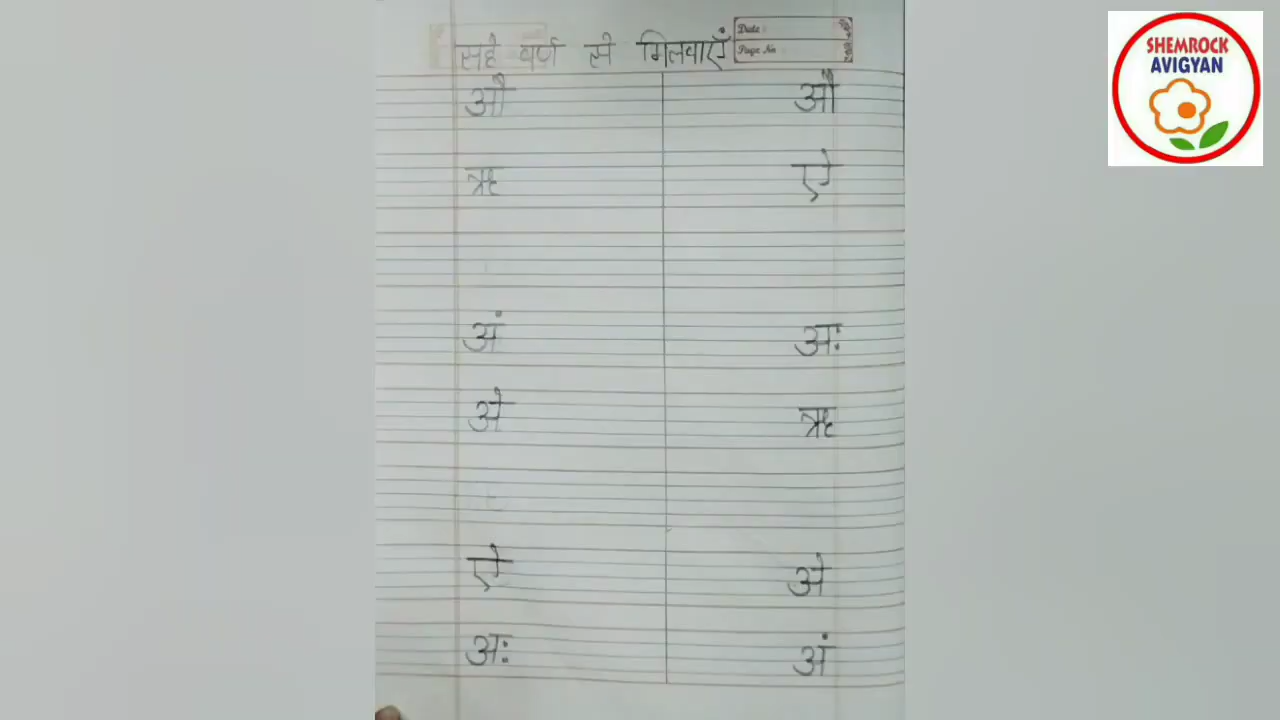 सहे वर्ण से मिलवाएँ
Date :
Page No
SHEMROCK
AVIGYAN
औ औ
ऋ ऐ
अं अः
अे ऋ
ऐ अे
अः अं